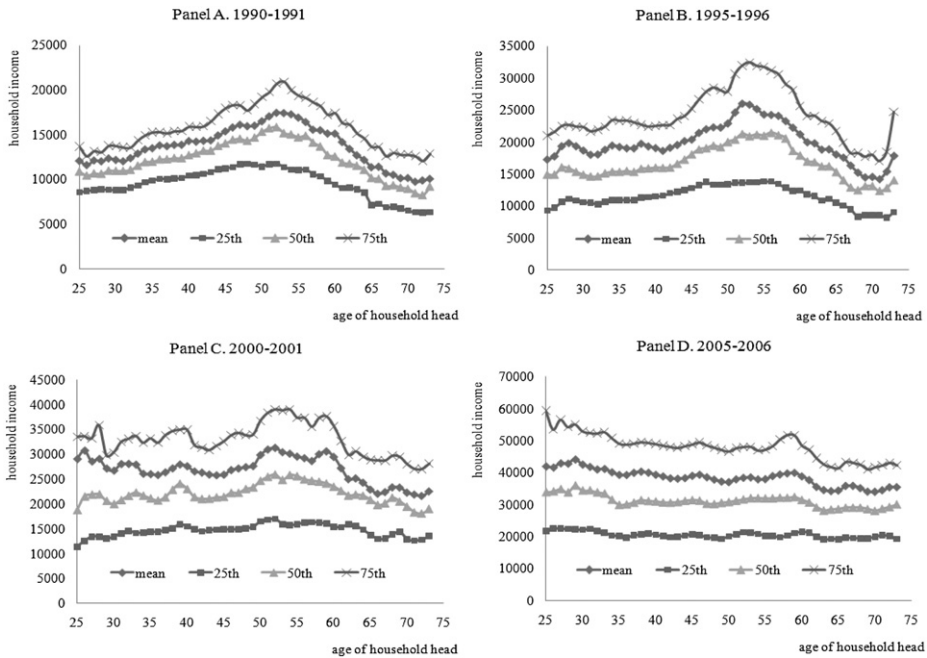 Panel A. 1990-1991
household income
25000
20000
15000
10000
5000
0
mean 25th 50th 75th
25 30 35 40 45 50 55 60 65 70 75
age of household head
Panel B. 1995-1996
household income
35000
30000
25000
20000
15000
10000
5000
0
mean 25th 50th 75th
25 30 35 40 45 50 55 60 65 70 75
age of household head
Panel C. 2000-2001
household income
45000
40000
35000
30000
25000
20000
15000
10000
5000
0
mean 25th 50th 75th
25 30 35 40 45 50 55 60 65 70 75
age of household head
Panel D. 2005-2006
household income
70000
60000
50000
40000
30000
20000
10000
0
mean 25th 50th 75th
25 30 35 40 45 50 55 60 65 70 75
age of household head